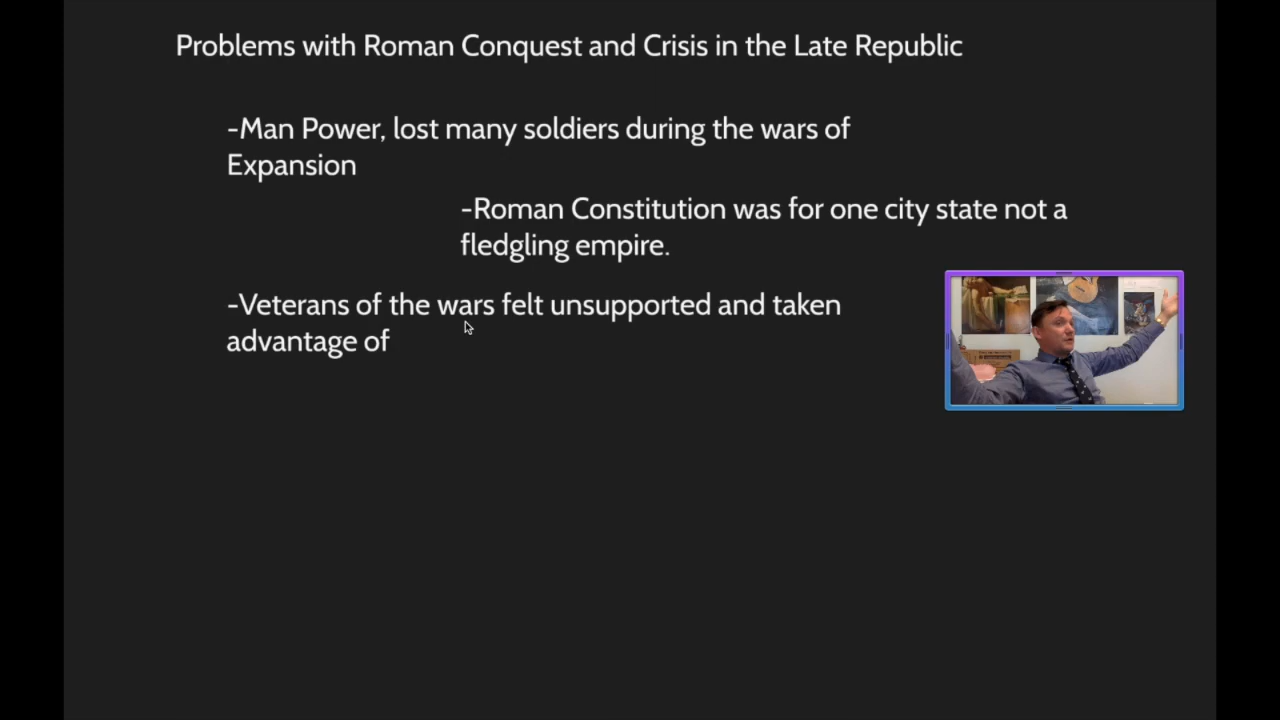 Problems with Roman Conquest and Crisis in the Late Republic
-Man Power, lost many soldiers during the wars of
Expansion
-Roman Constitution was for one city state not a
fledgling empire.
-Veterans of the wars felt unsupported and taken
advantage of